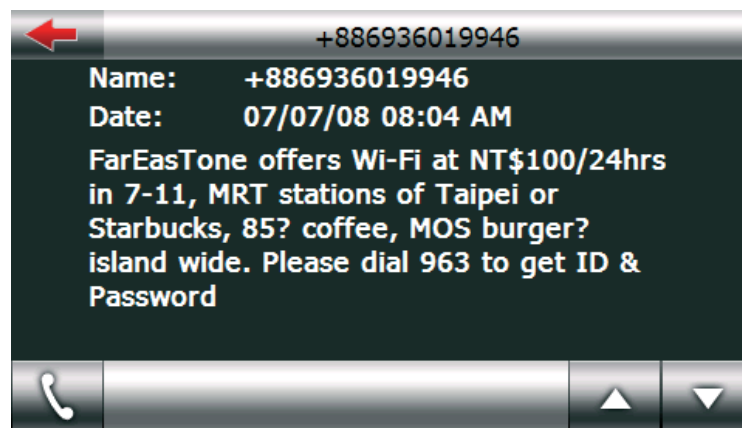 +886936019946
Name: +886936019946
Date: 07/07/08 08:04 AM
FarEasTone offers Wi-Fi at NT$100/24hrs
in 7-11, MRT stations of Taipei or
Starbucks, 85? coffee, MOS burger?
island wide. Please dial 963 to get ID &
Password